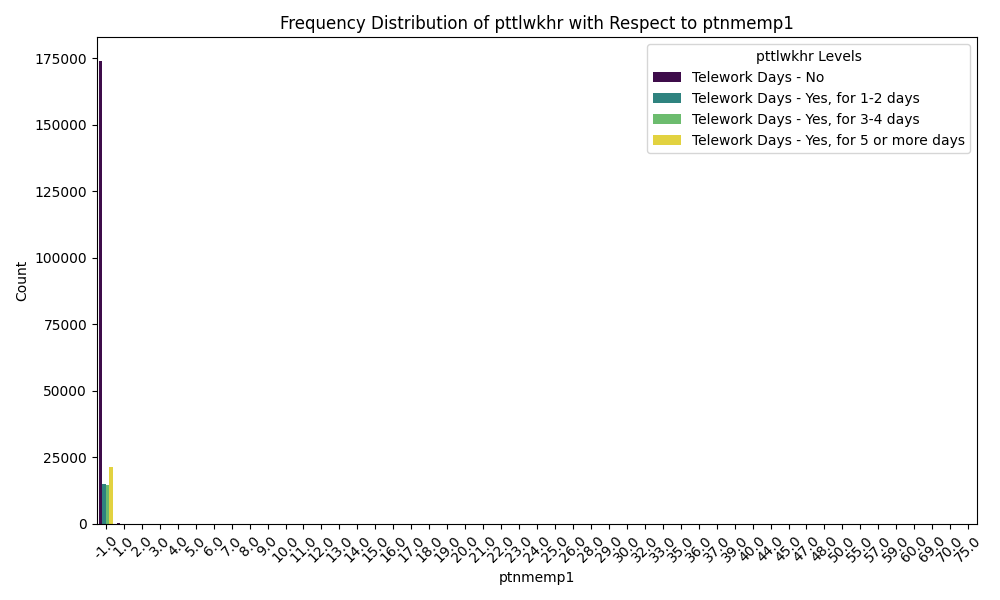 Frequency Distribution of pttlwkhr with Respect to ptnmemp1
pttlwkhr Levels
Telework Days - No
Telework Days - Yes, for 1-2 days
Telework Days - Yes, for 3-4 days
Telework Days - Yes, for 5 or more days
Count
175000
150000
125000
100000
75000
50000
25000
0
-1.0 1.0 2.0 3.0 4.0 5.0 6.0 7.0 8.0 9.0 10.0 11.0 12.0 13.0 14.0 15.0 16.0 17.0 18.0 19.0 20.0 21.0 22.0 23.0 24.0 25.0 26.0 28.0 29.0 30.0 32.0 33.0 35.0 36.0 37.0 39.0 40.0 44.0 45.0 47.0 48.0 50.0 55.0 57.0 59.0 60.0 69.0 70.0 75.0
ptnmemp1